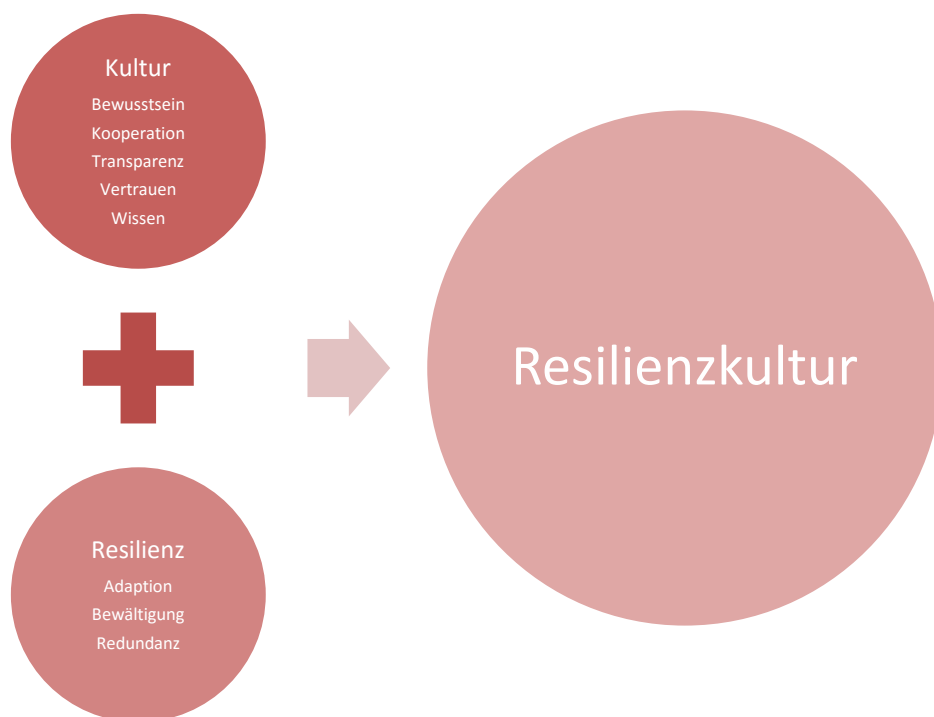 Kultur
Bewusstsein
Kooperation
Transparenz
Vertrauen
Wissen
Resilienz
Adaption
Bewältigung
Redundanz
Resilienzkultur